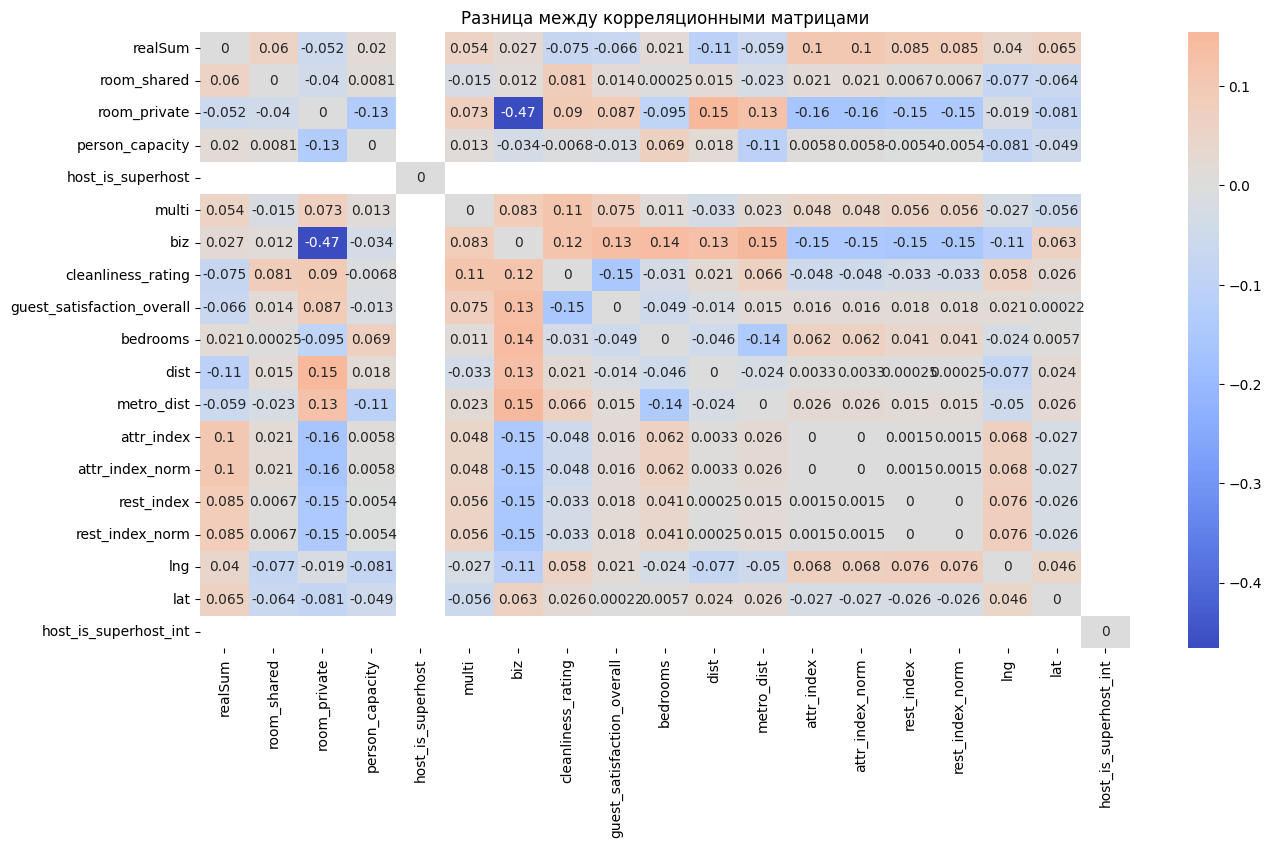 Разница между корреляционными матрицами
realSum 0 0.06 -0.052 0.02 0.054 0.027 -0.075 -0.066 0.021 -0.11 -0.059 0.1 0.1 0.085 0.085 0.04 0.065
room_shared 0.06 0 -0.04 0.0081 -0.015 0.012 0.081 0.014 0.00025 0.015 -0.023 0.021 0.021 0.0067 0.0067 -0.077 -0.064
room_private -0.052 -0.04 0 -0.13 0.073 -0.47 0.09 0.087 -0.095 0.15 0.13 -0.16 -0.16 -0.15 -0.15 -0.019 -0.081
person_capacity 0.02 0.0081 -0.13 0 0.013 -0.034 -0.0068 -0.013 0.069 0.018 -0.11 0.0058 0.0058 -0.0054 -0.0054 -0.081 -0.049
host_is_superhost 0
multi 0.054 -0.015 0.073 0.013 0 0.083 0.11 0.075 0.011 -0.033 0.023 0.048 0.048 0.056 0.056 -0.027 -0.056
biz 0.027 0.012 -0.47 -0.034 0.083 0 0.12 0.13 0.14 0.13 0.15 -0.15 -0.15 -0.15 -0.15 -0.11 0.063
cleanliness_rating -0.075 0.081 0.09 -0.0068 0.11 0.12 0 -0.15 -0.031 0.021 0.066 -0.048 -0.048 -0.033 -0.033 0.058 0.026
guest_satisfaction_overall -0.066 0.014 0.087 -0.013 0.075 0.13 -0.15 0 -0.049 -0.014 0.015 0.016 0.016 0.018 0.018 0.021 0.00022
bedrooms 0.021 0.00025 -0.095 0.069 0.011 0.14 -0.031 -0.049 0 -0.046 -0.14 0.062 0.062 0.041 0.041 -0.024 0.0057
dist -0.11 0.015 0.15 0.018 -0.033 0.13 0.021 -0.014 -0.046 0 -0.024 0.0033 0.0033 0.00025 0.00025 -0.077 0.024
metro_dist -0.059 -0.023 0.13 -0.11 0.023 0.15 0.066 0.015 -0.14 -0.024 0 0.026 0.026 0.015 0.015 -0.05 0.026
attr_index 0.1 0.021 -0.16 0.0058 0.048 -0.15 -0.048 0.016 0.062 0.0033 0.026 0 0 0.0015 0.0015 0.068 -0.027
attr_index_norm 0.1 0.021 -0.16 0.0058 0.048 -0.15 -0.048 0.016 0.062 0.0033 0.026 0 0 0.0015 0.0015 0.068 -0.027
rest_index 0.085 0.0067 -0.15 -0.0054 0.056 -0.15 -0.033 0.018 0.041 0.00025 0.015 0.0015 0.0015 0 0 0.076 -0.026
rest_index_norm 0.085 0.0067 -0.15 -0.0054 0.056 -0.15 -0.033 0.018 0.041 0.00025 0.015 0.0015 0.0015 0 0 0.076 -0.026
lng 0.04 -0.077 -0.019 -0.081 -0.027 -0.11 0.058 0.021 -0.024 -0.077 -0.05 0.068 0.068 0.076 0.076 0 0.046
lat 0.065 -0.064 -0.081 -0.049 -0.056 0.063 0.026 0.00022 0.0057 0.024 0.026 -0.027 -0.027 -0.026 -0.026 0.046 0
host_is_superhost_int 0
realSum
room_shared
room_private
person_capacity
host_is_superhost
multi
biz
cleanliness_rating
guest_satisfaction_overall
bedrooms
dist
metro_dist
attr_index
attr_index_norm
rest_index
rest_index_norm
lng
lat
host_is_superhost_int
0.1
0.0
-0.1
-0.2
-0.3
-0.4